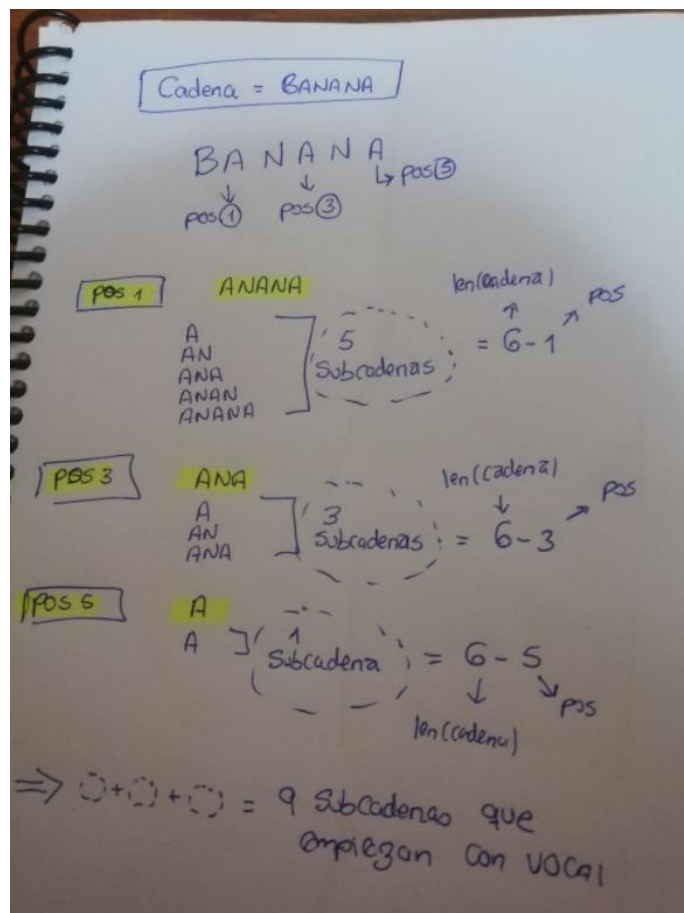 Cadena = BANANA
BANANA
pos 1 pos 3 pos 5
POS 1 ANANA len(cadena) pos
A
AN
ANA
ANAN
ANANA
5 Subcadenas = 6-1
POS 3 ANA len(cadena) pos
A
AN
ANA
3 Subcadenas = 6-3
POS 5 A
A 1 Subcadena = 6-5
len(cadena) pos
⇒ + + = 9 Subcadenas que
empiezan con VOCAl